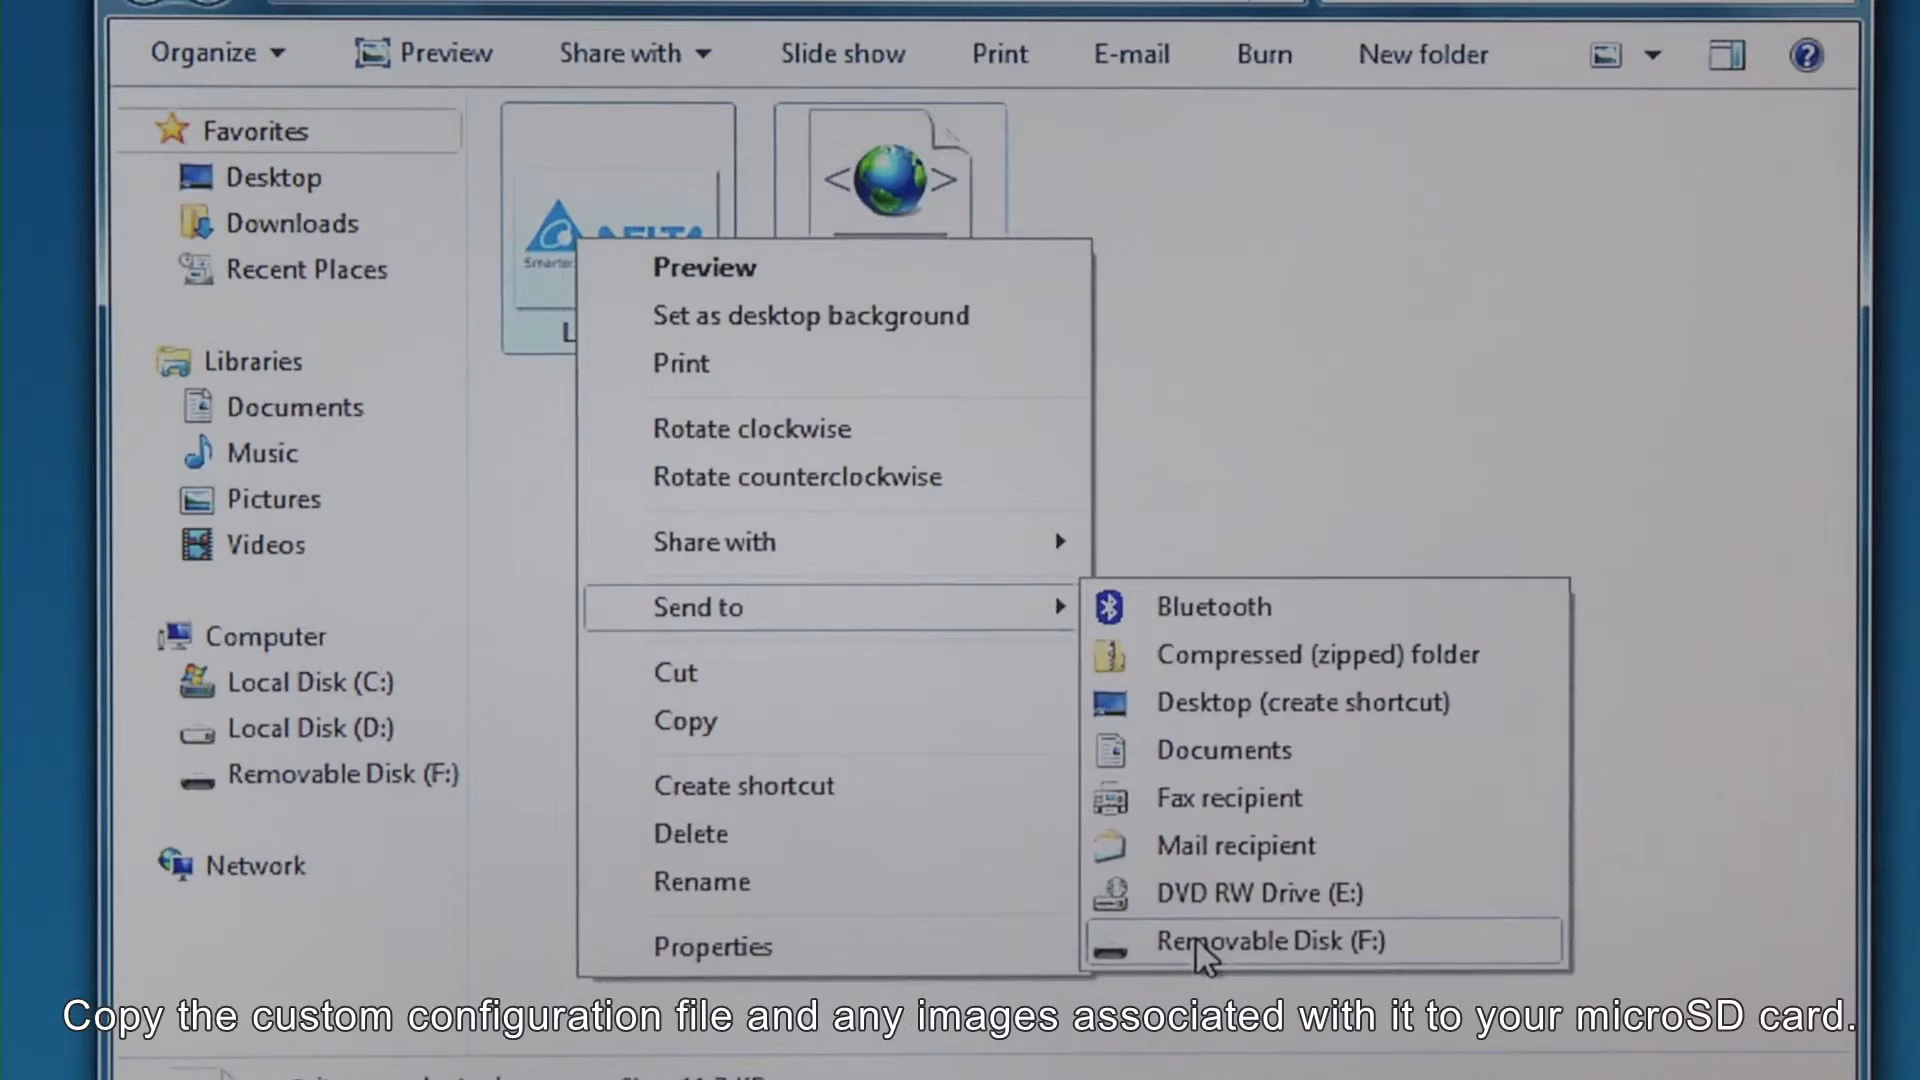 Organize Preview Share with Slide show Print E-mail Burn New folder
Favorites
Desktop
Downloads
Recent Places
Libraries
Documents
Music
Pictures
Videos
Computer
Local Disk (C:)
Local Disk (D:)
Removable Disk (F:)
Network
DELTA
Smarter.
L
Preview
Set as desktop background
Print
Rotate clockwise
Rotate counterclockwise
Share with
Send to
Cut
Copy
Create shortcut
Delete
Rename
Properties
Bluetooth
Compressed (zipped) folder
Desktop (create shortcut)
Documents
Fax recipient
Mail recipient
DVD RW Drive (E:)
Removable Disk (F:)
Copy the custom configuration file and any images associated with it to your microSD card.